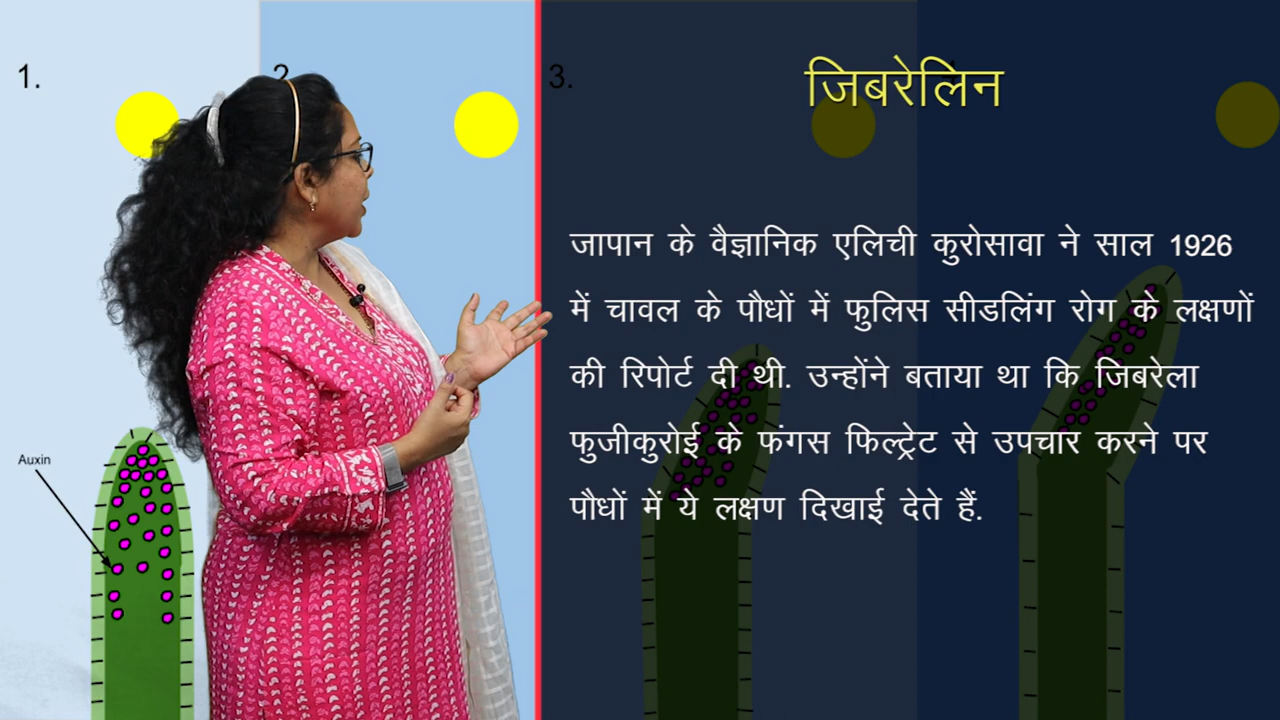 1.
2
3.
जिबरेलिन
जापान के वैज्ञानिक एलिची कुरोसावा ने साल 1926
में चावल के पौधों में फुलिस सीडलिंग रोग के लक्षणों
की रिपोर्ट दी थी. उन्होंने बताया था कि जिबरेला
फुजीकुरोई के फंगस फिल्ट्रेट से उपचार करने पर
पौधों में ये लक्षण दिखाई देते हैं.
Auxin